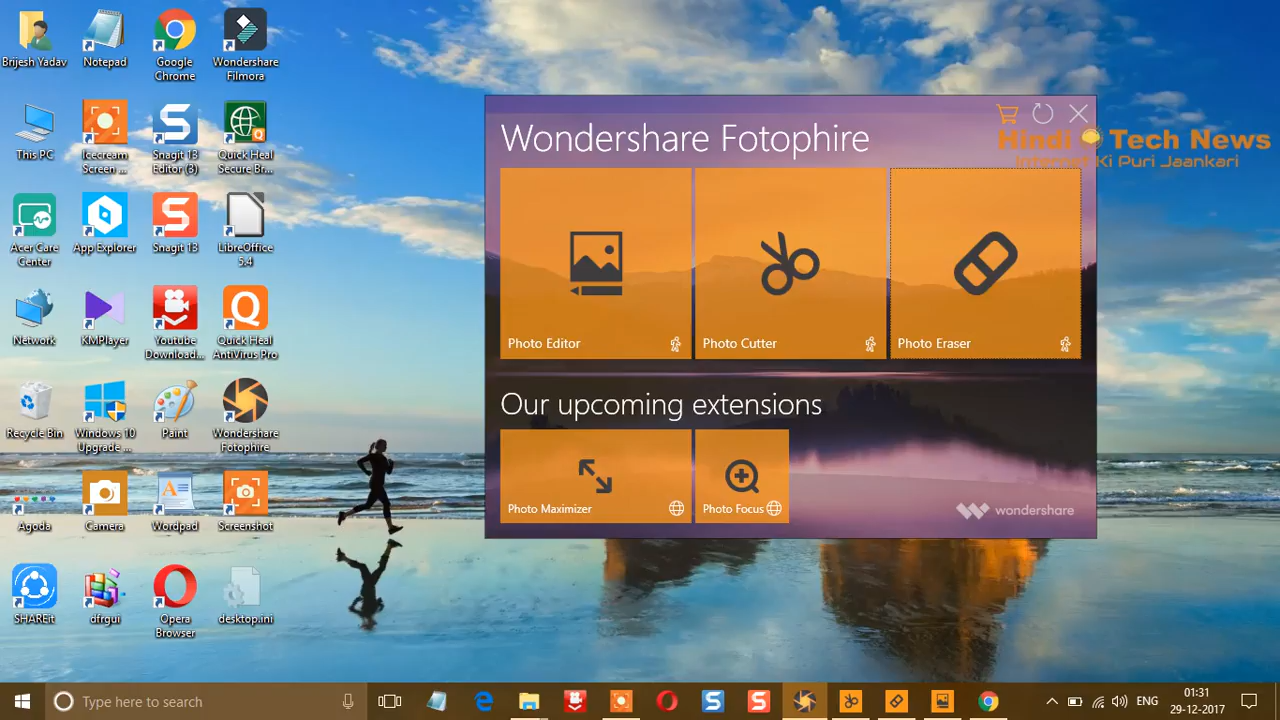 Brijesh Yadav
Notepad
Google
Chrome
Wondershare
Filmora
This PC
Icecream
Screen ...
Snagit 13
Editor (3)
Quick Heal
Secure Br...
Acer Care
Center
App Explorer
Snagit 13
LibreOffice
5.4
Network
KMPlayer
Youtube
Download...
Quick Heal
AntiVirus Pro
Recycle Bin
Windows 10
Upgrade ...
Paint
Wondershare
Fotophire
Agoda
Camera
Wordpad
Screenshot
SHAREit
dfrgui
Opera
Browser
desktop.ini
Wondershare Fotophire
Hindi Tech News
Internet Ki Puri Jaankari
Photo Editor
Photo Cutter
Photo Eraser
Our upcoming extensions
Photo Maximizer
Photo Focus
wondershare
Type here to search
ENG
01:31
29-12-2017